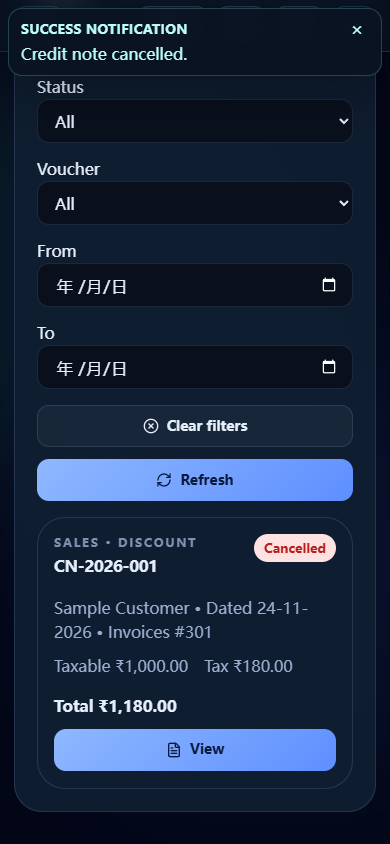 SUCCESS NOTIFICATION
Credit note cancelled.
Status
All
Voucher
All
From
年 /月/日
To
年 /月/日
Clear filters
Refresh
SALES • DISCOUNT
Cancelled
CN-2026-001
Sample Customer • Dated 24-11-
2026 • Invoices #301
Taxable ₹1,000.00 Tax ₹180.00
Total ₹1,180.00
View